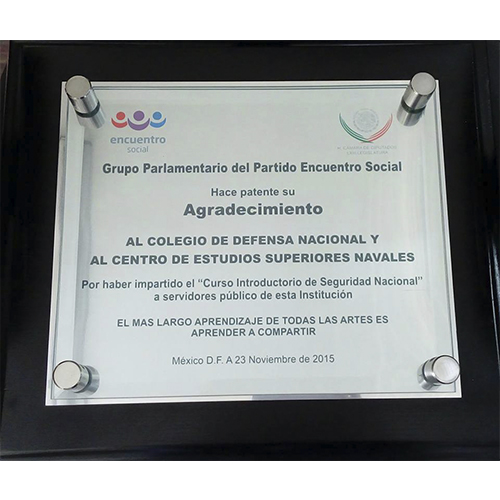 encuentro
social
Grupo Parlamentario del Partido Encuentro Social
Hace patente su
Agradecimiento
AL COLEGIO DE DEFENSA NACIONAL Y
AL CENTRO DE ESTUDIOS SUPERIORES NAVALES
Por haber impartido el “Curso Introductorio de Seguridad Nacional”
a servidores público de esta Institución
EL MAS LARGO APRENDIZAJE DE TODAS LAS ARTES ES
APRENDER A COMPARTIR
México D.F. A 23 Noviembre de 2015